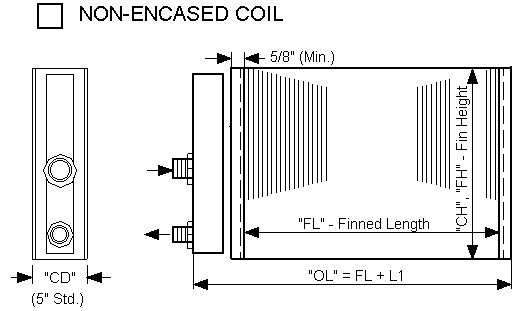 NON-ENCASED COIL
5/8" (Min.)
"CH", "FH" - Fin Height
"FL" - Finned Length
"CD"
(5" Std.)
"OL" = FL + L1